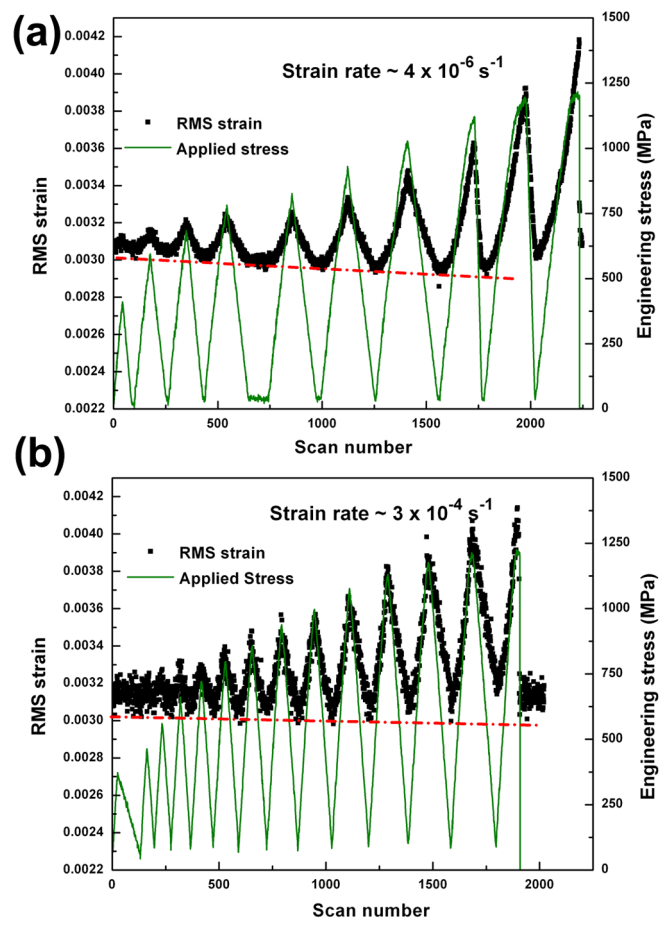 (a)
Strain rate ~ 4 x 10⁻⁶ s⁻¹
RMS strain
Applied stress
0.0042
0.0040
0.0038
0.0036
0.0034
0.0032
0.0030
0.0028
0.0026
0.0024
0.0022
RMS strain
1500
1250
1000
750
500
250
0
Engineering stress (MPa)
0 500 1000 1500 2000
Scan number
(b)
Strain rate ~ 3 x 10⁻⁴ s⁻¹
RMS strain
Applied Stress
0.0042
0.0040
0.0038
0.0036
0.0034
0.0032
0.0030
0.0028
0.0026
0.0024
0.0022
RMS strain
1500
1250
1000
750
500
250
0
Engineering stress (MPa)
0 500 1000 1500 2000
Scan number